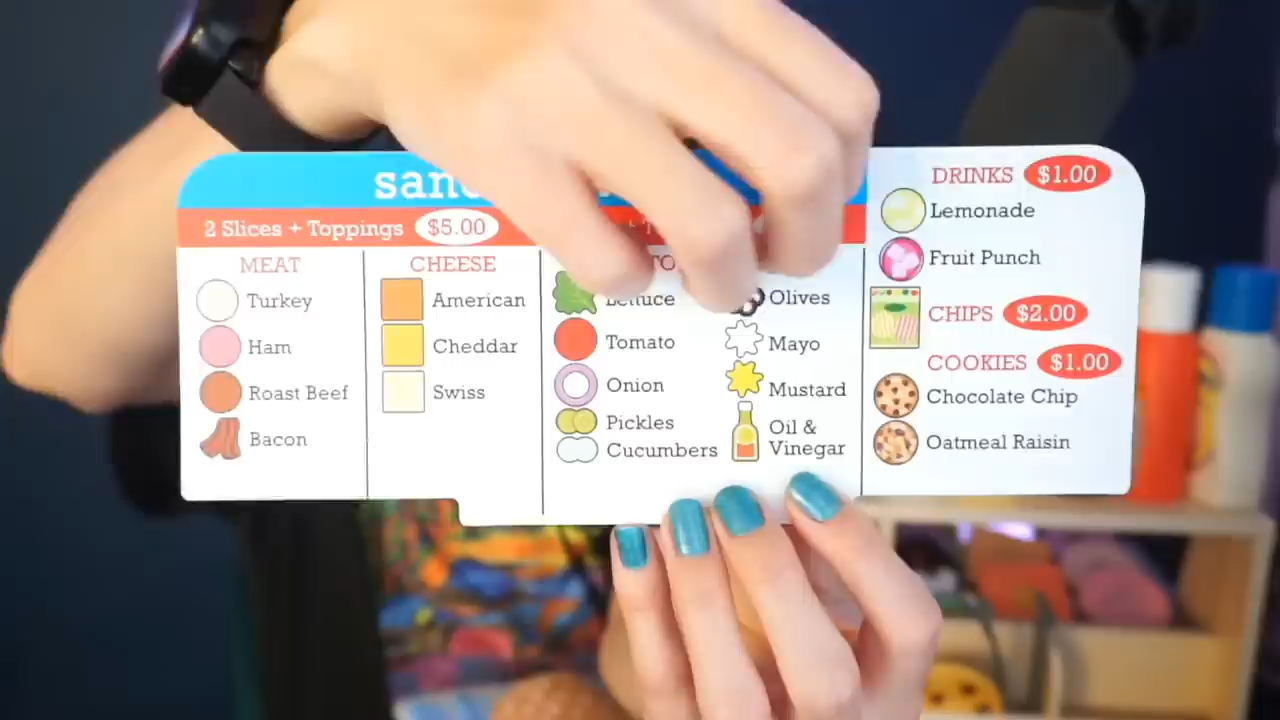 2 Slices + Toppings $5.00
MEAT
Turkey
Ham
Roast Beef
Bacon
CHEESE
American
Cheddar
Swiss
Lettuce
Tomato
Onion
Pickles
Cucumbers
Olives
Mayo
Mustard
Oil &
Vinegar
DRINKS $1.00
Lemonade
Fruit Punch
CHIPS $2.00
COOKIES $1.00
Chocolate Chip
Oatmeal Raisin